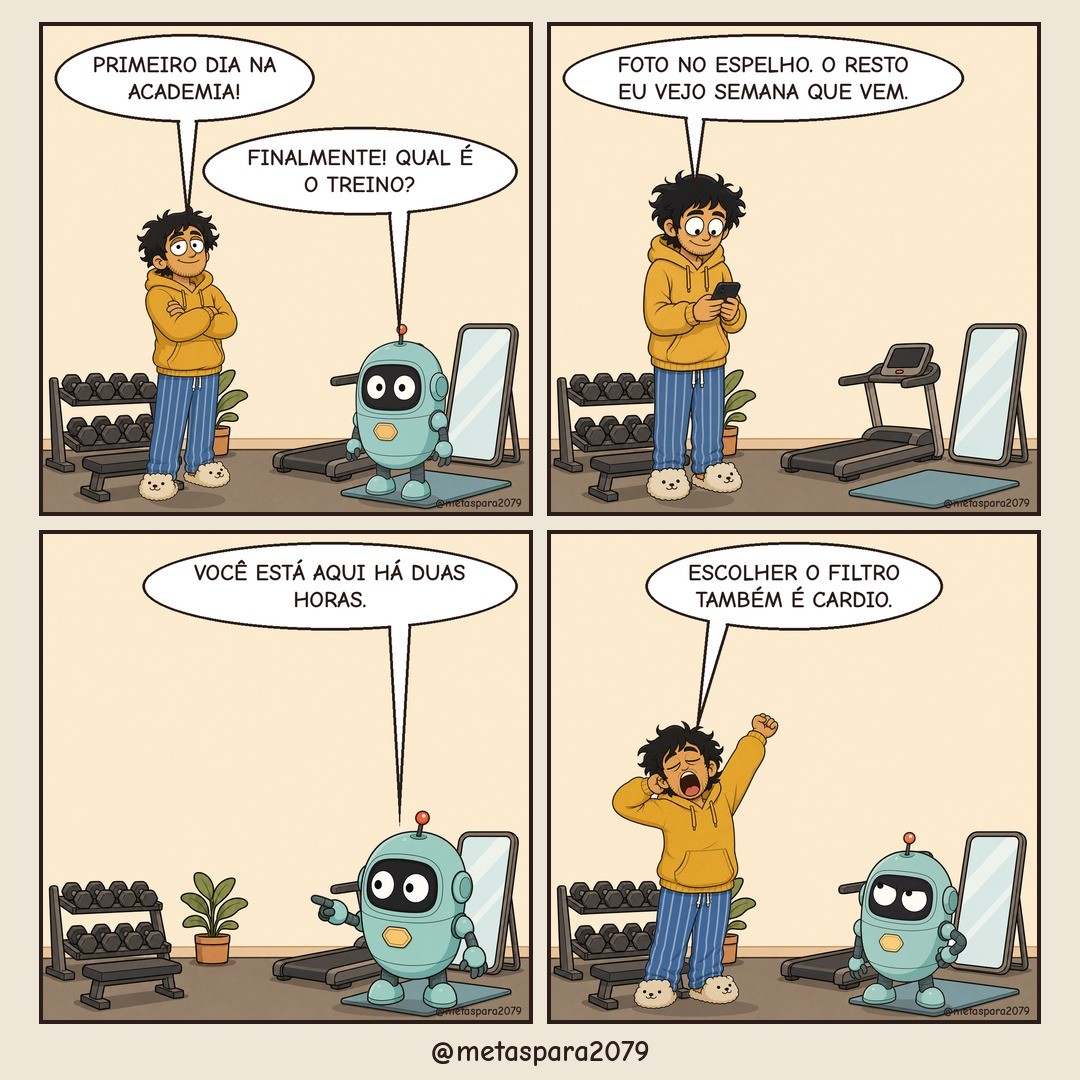 PRIMEIRO DIA NA
ACADEMIA!
FINALMENTE! QUAL É
O TREINO?
@metaspara2079
FOTO NO ESPELHO. O RESTO
EU VEJO SEMANA QUE VEM.
@metaspara2079
VOCÊ ESTÁ AQUI HÁ DUAS
HORAS.
@metaspara2079
ESCOLHER O FILTRO
TAMBÉM É CARDIO.
@metaspara2079
@metaspara2079